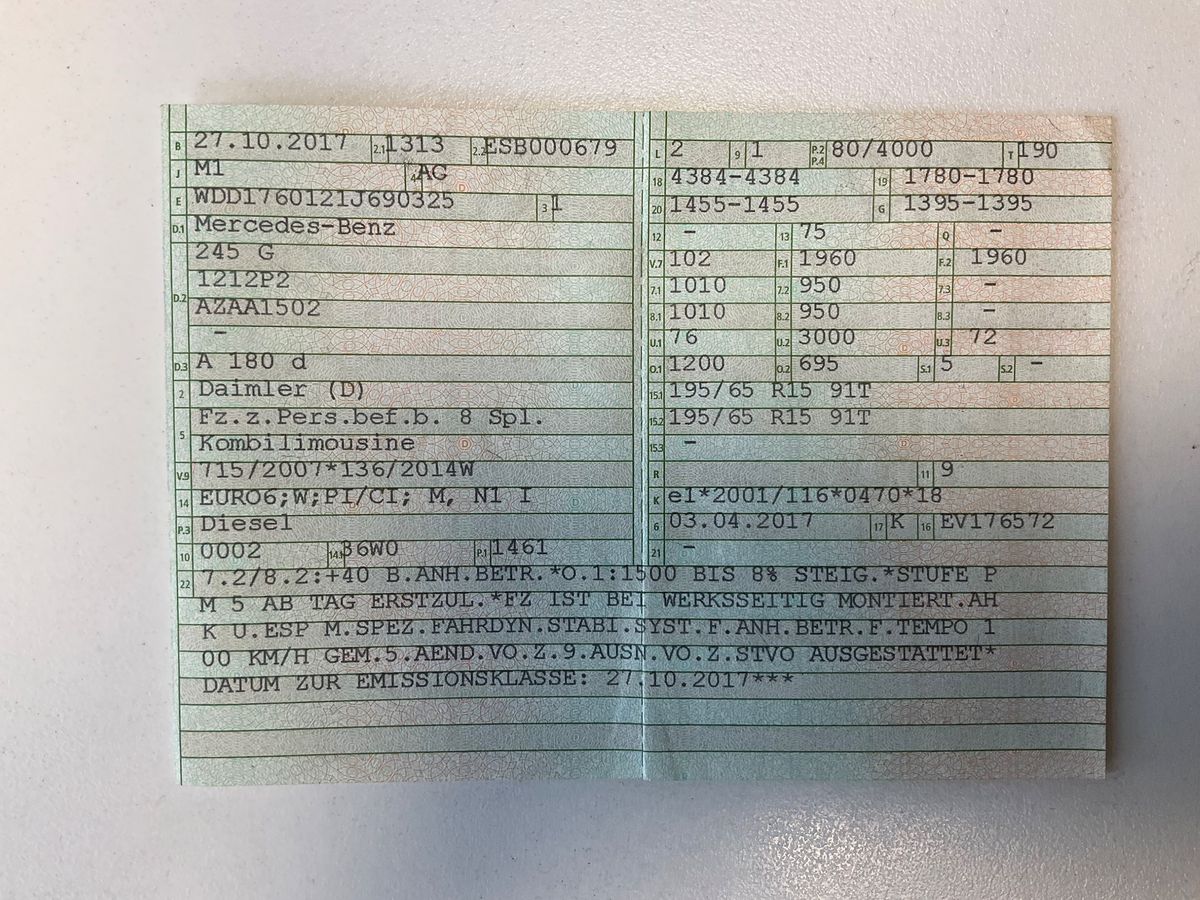 B 27.10.2017 2.1 1313 2.2 ESB000679
J M1 4 AG
E WDD1760121J690325 3 1
D.1 Mercedes-Benz
245 G
1212P2
D.2 AZAA1502
–
D.3 A 180 d
2 Daimler (D)
Fz.z.Pers.bef.b. 8 Spl.
5 Kombilimousine
V.9 715/2007*136/2014W
14 EURO6;W;PI/CI; M, N1 I
P.3 Diesel
10 0002 14.1 36W0 P.1 1461
L 2 9 1 P.2 P.4 80/4000 T 190
18 4384-4384 19 1780-1780
20 1455-1455 G 1395-1395
12 – 13 75 Q –
V.7 102 F.1 1960 F.2 1960
7.1 1010 7.2 950 7.3 –
8.1 1010 8.2 950 8.3 –
U.1 76 U.2 3000 U.3 72
O.1 1200 O.2 695 S.1 5 S.2 –
15.1 195/65 R15 91T
15.2 195/65 R15 91T
15.3 –
R 11 9
K e1*2001/116*0470*18
6 03.04.2017 17 K 16 EV176572
21 –
22 7.2/8.2:+40 B.ANH.BETR.*O.1:1500 BIS 8% STEIG.*STUFE P
M 5 AB TAG ERSTZUL.*FZ IST BEI WERKSSEITIG MONTIERT.AH
K U.ESP M.SPEZ.FAHRDYN.STABI.SYST.F.ANH.BETR.F.TEMPO 1
00 KM/H GEM.5.AEND.VO.Z.9.AUSN.VO.Z.STVO AUSGESTATTET*
DATUM ZUR EMISSIONSKLASSE: 27.10.2017***